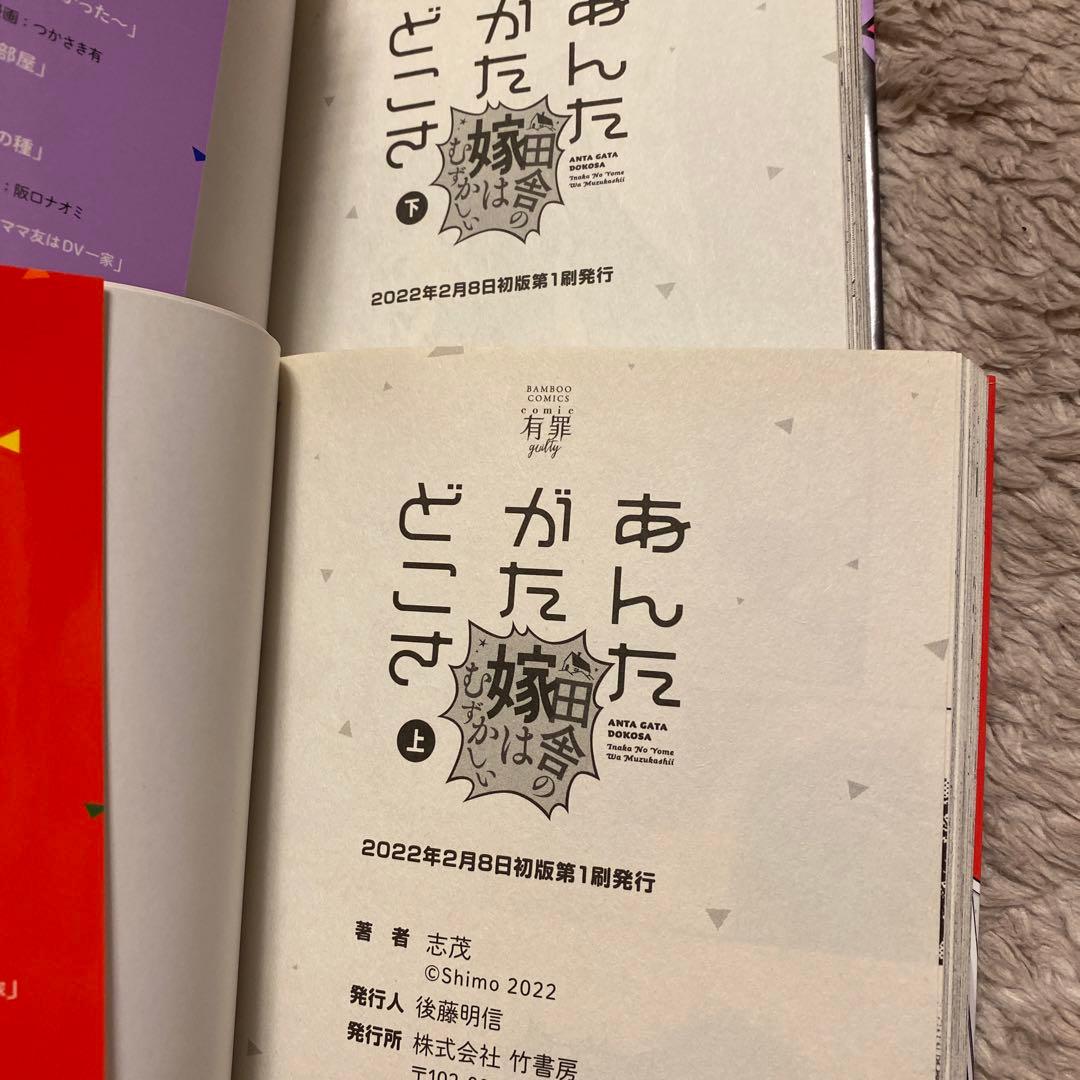 った〜」
画：つかさき有
部屋」
の種」
：阪口ナオミ
ママ友はDV一家」
あんた
がた
どこさ
田舎の
嫁は
むずかしい
ANTA GATA
DOKOSA
Inaka No Yome
Wa Muzukashii
下
2022年2月8日初版第1刷発行
BAMBOO
COMICS
comic
有罪
guilty
あんた
がた
どこさ
田舎の
嫁は
むずかしい
ANTA GATA
DOKOSA
Inaka No Yome
Wa Muzukashii
上
2022年2月8日初版第1刷発行
著者 志茂
©Shimo 2022
発行人 後藤明信
発行所 株式会社 竹書房
〒102-